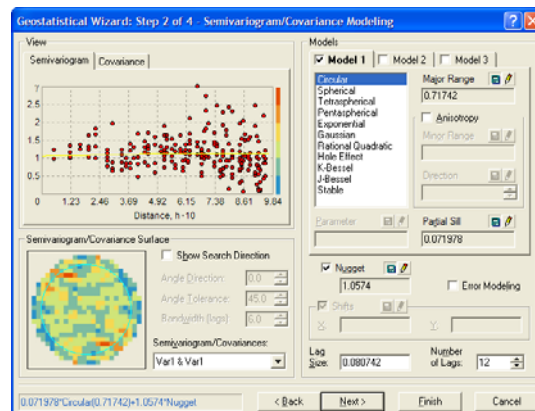 Geostatistical Wizard: Step 2 of 4 - Semivariogram/Covariance Modeling
View
Semivariogram
Covariance
7
2.5
2
1.5
1
0.5
0 1.23 2.46 3.69 4.92 6.15 7.38 8.61 9.84
Distance, h·10
Semivariogram/Covariance Surface
Show Search Direction
Angle Direction: 0.0
Angle Tolerance: 45.0
Bandwidth (lags): 6.0
Semivariogram/Covariances:
Var1 & Var1
Models
Model 1
Model 2
Model 3
Circular
Spherical
Tetraspherical
Pentaspherical
Exponential
Gaussian
Rational Quadratic
Hole Effect
K-Bessel
J-Bessel
Stable
Major Range
0.71742
Anisotropy
Minor Range
Direction
Parameter
Partial Sill
0.071978
Nugget
1.0574
Error Modeling
Shifts
X:
Y:
Lag Size: 0.080742
Number of Lags: 12
0.071978*Circular(0.71742)+1.0574*Nugget
< Back
Next >
Finish
Cancel